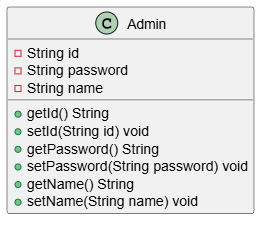 C Admin
String id
String password
String name
getId() String
setId(String id) void
getPassword() String
setPassword(String password) void
getName() String
setName(String name) void